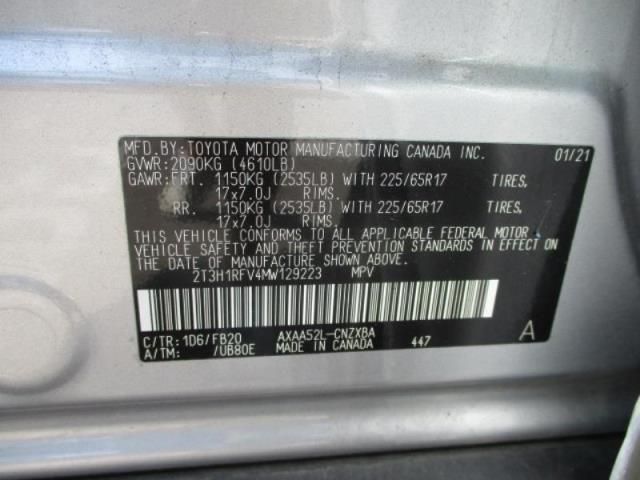 MFD.BY:TOYOTA MOTOR MANUFACTURING CANADA INC. 01/21
GVWR:2090KG (4610LB)
GAWR:FRT. 1150KG (2535LB) WITH 225/65R17 TIRES,
17x7.0J RIMS.
RR. 1150KG (2535LB) WITH 225/65R17 TIRES,
17x7.0J RIMS.
THIS VEHICLE CONFORMS TO ALL APPLICABLE FEDERAL MOTOR
VEHICLE SAFETY AND THEFT PREVENTION STANDARDS IN EFFECT
ON THE DATE OF MANUFACTURE SHOWN ABOVE.
2T3H1RFV4MW129223 MPV
C/TR:1D6/FB20 AXAA52L-CNZXBA 447 A
A/TM: /UB80E MADE IN CANADA